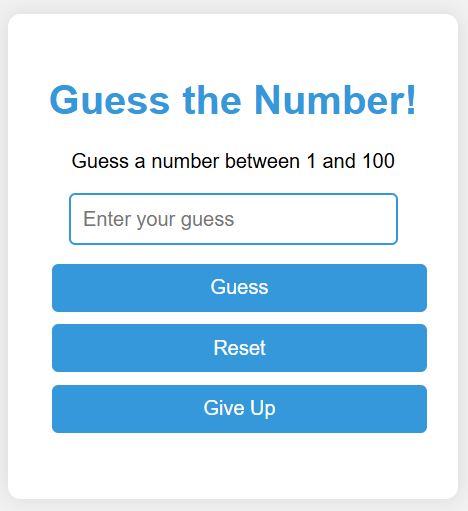 Guess the Number!
Guess a number between 1 and 100
Enter your guess
Guess
Reset
Give Up